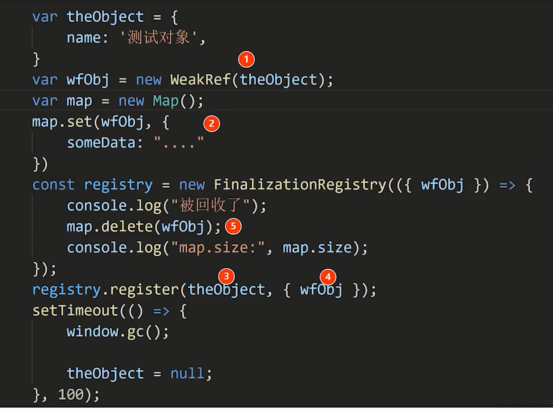 var theObject = {
    name: '测试对象',
}
① 
var wfObj = new WeakRef(theObject);
var map = new Map();
map.set(wfObj, { ②
    someData: "...."
})
const registry = new FinalizationRegistry(({ wfObj }) => {
    console.log("被回收了");
    map.delete(wfObj); ⑤
    console.log("map.size:", map.size);
});
③ ④
registry.register(theObject, { wfObj });
setTimeout(() => {
    window.gc();
    theObject = null;
}, 100);